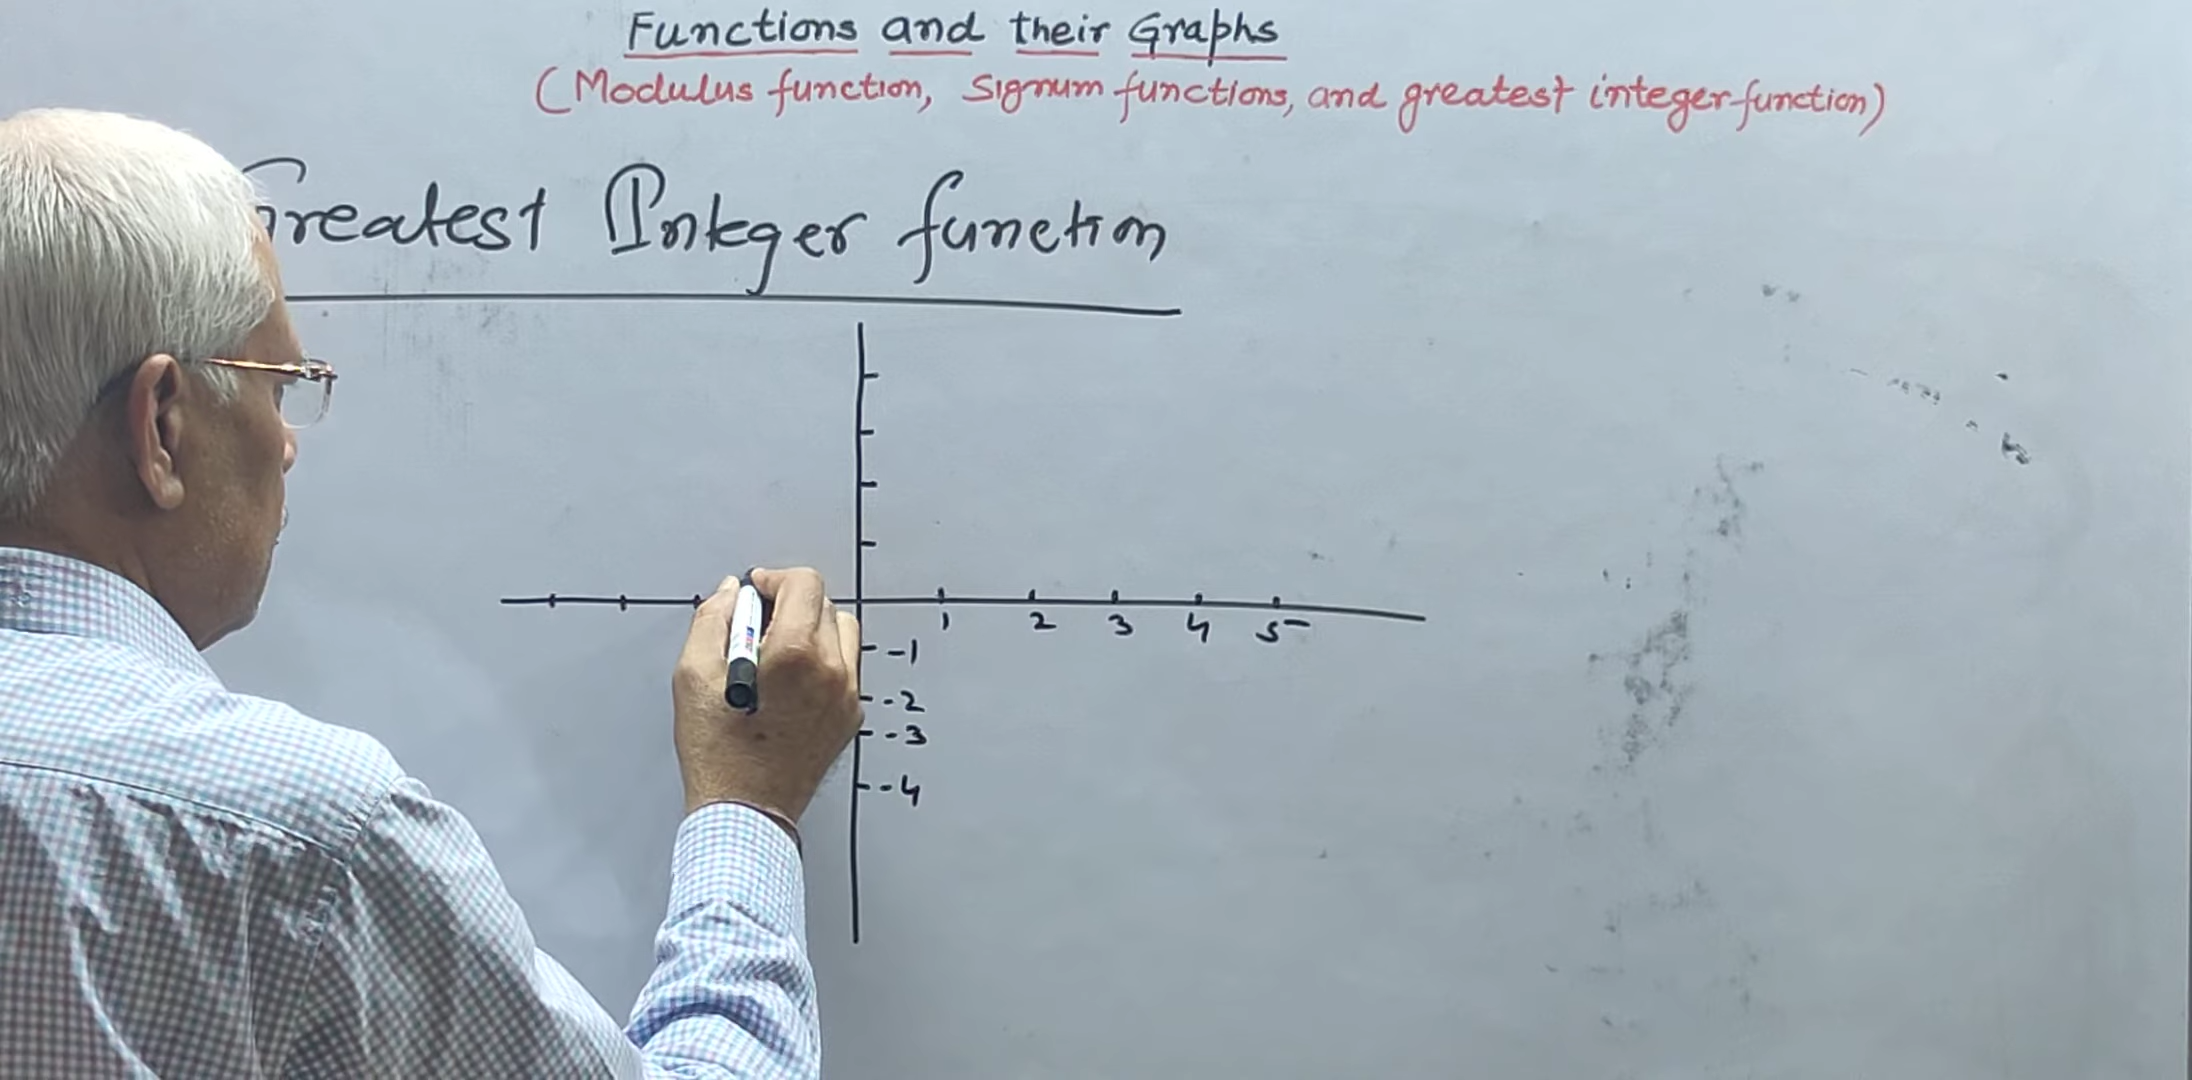 Functions and their Graphs
(Modulus function, Signum functions, and greatest integer function)
Greatest Integer function
1 2 3 4 5
-1
-2
-3
-4